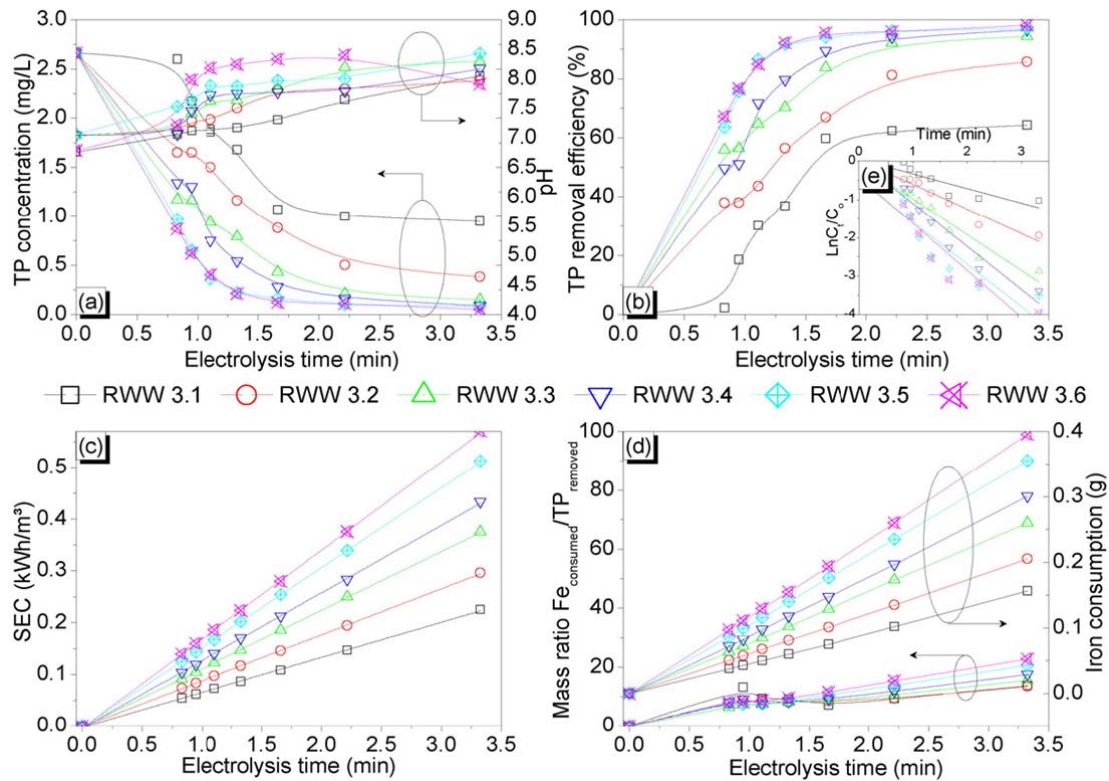 TP concentration (mg/L)
3.0
2.5
2.0
1.5
1.0
0.5
0.0
(a)
9.0
8.5
8.0
7.5
7.0
6.5
6.0
5.5
5.0
4.5
4.0
pH
0.0 0.5 1.0 1.5 2.0 2.5 3.0 3.5
Electrolysis time (min)
TP removal efficiency (%)
100
80
60
40
20
0
(b)
Time (min)
0 1 2 3
(e)
LnC/C₀
0
-1
-2
-3
-4
0.0 0.5 1.0 1.5 2.0 2.5 3.0 3.5
Electrolysis time (min)
RWW 3.1 RWW 3.2 RWW 3.3 RWW 3.4 RWW 3.5 RWW 3.6
(c)
SEC (kWh/m³)
0.5
0.4
0.3
0.2
0.1
0.0
0.0 0.5 1.0 1.5 2.0 2.5 3.0 3.5
Electrolysis time (min)
(d)
Mass ratio Fe consumed/TP removed
100
80
60
40
20
0
0.4
0.3
0.2
0.1
0.0
Iron consumption (g)
0.0 0.5 1.0 1.5 2.0 2.5 3.0 3.5
Electrolysis time (min)